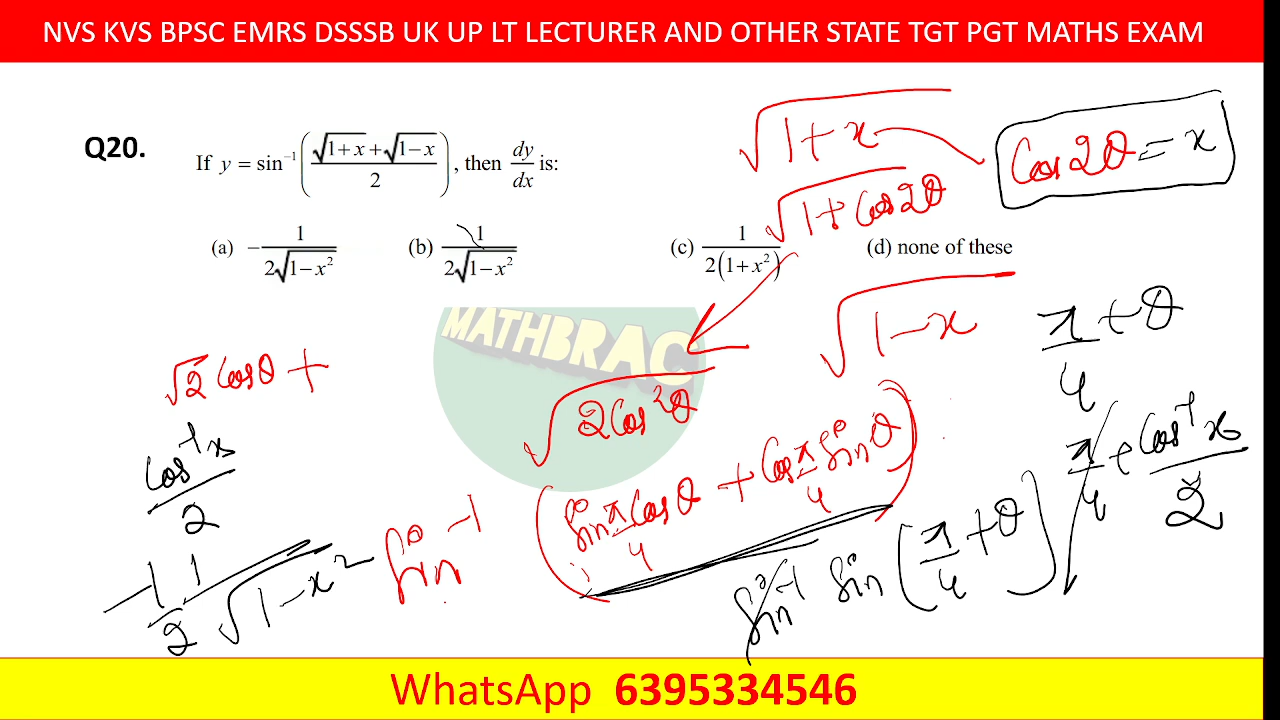 NVS KVS BPSC EMRS DSSSB UK UP LT LECTURER AND OTHER STATE TGT PGT MATHS EXAM
Q20. If y = sin⁻¹((√(1+x)+√(1−x))/2), then dy/dx is:
(a) −1/(2√(1−x²)) (b) 1/(2√(1−x²)) (c) 1/(2(1+x²)) (d) none of these
√(1+x)
Cos2θ = x
√(1+Cos2θ)
√(1−x)
π/4 + θ
MATHBRAC
√2 Cosθ +
√(2Cos²θ)
Cos⁻¹x/2
π/4 + Cos⁻¹x/2
Sin⁻¹(Sin π/4 Cosθ + Cos π/4 Sinθ)
−1/2 1/√(1−x²)
Sin⁻¹ Sin(π/4 + θ)
WhatsApp 6395334546